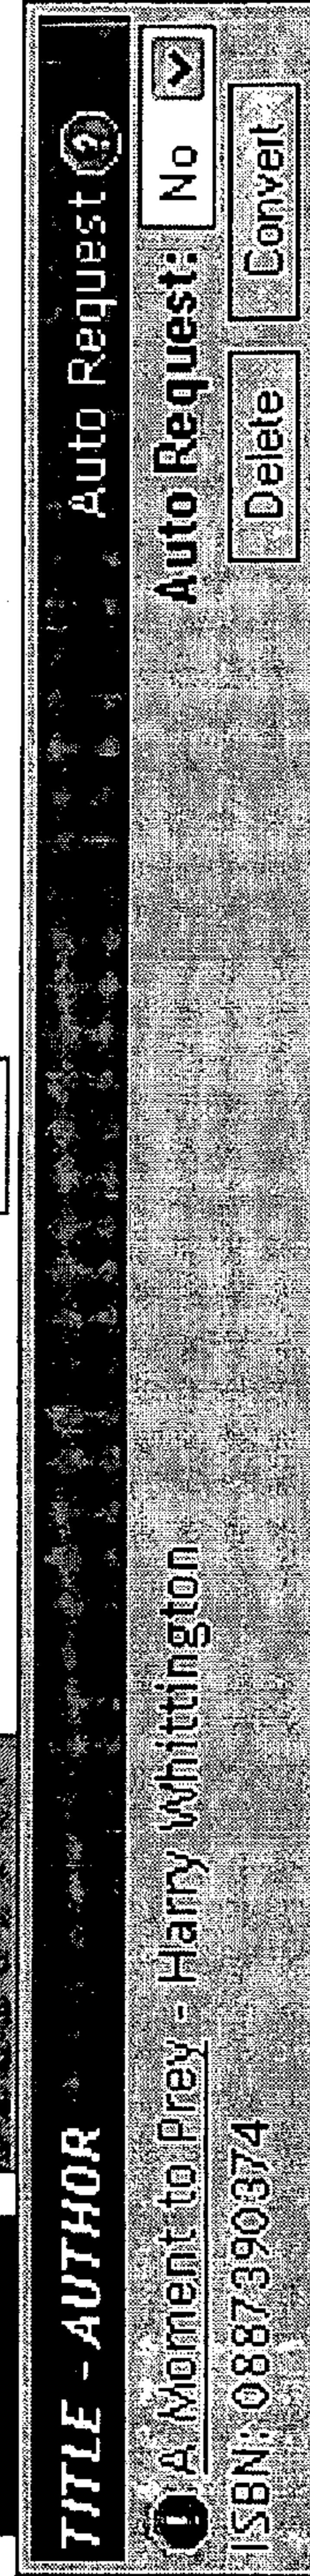 TITLE - AUTHOR Auto Request ?
i A Moment to Prey - Harry Whittington Auto Request: No
ISBN: 0887390374 Delete Convert